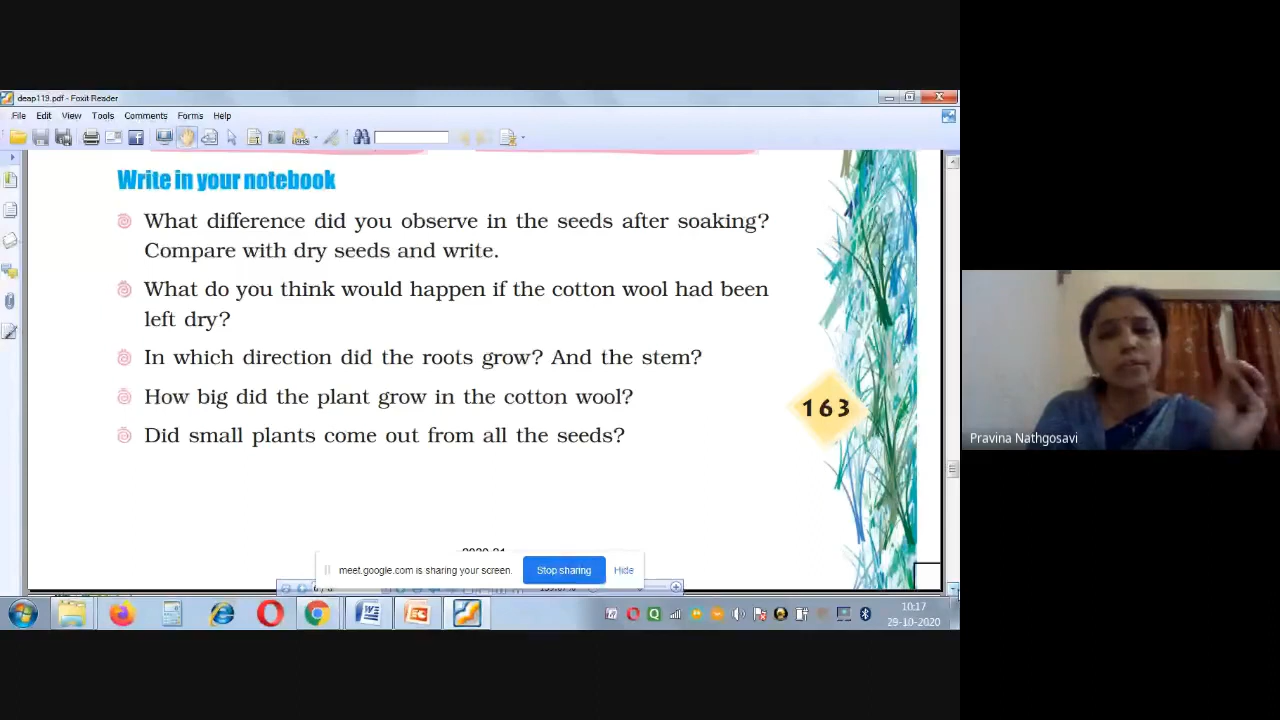 deap119.pdf - Foxit Reader
File Edit View Tools Comments Forms Help
Write in your notebook
What difference did you observe in the seeds after soaking?
Compare with dry seeds and write.
What do you think would happen if the cotton wool had been
left dry?
In which direction did the roots grow? And the stem?
How big did the plant grow in the cotton wool?
163
Did small plants come out from all the seeds?
Pravina Nathgosavi
meet.google.com is sharing your screen.
Stop sharing
Hide
10:17
29-10-2020